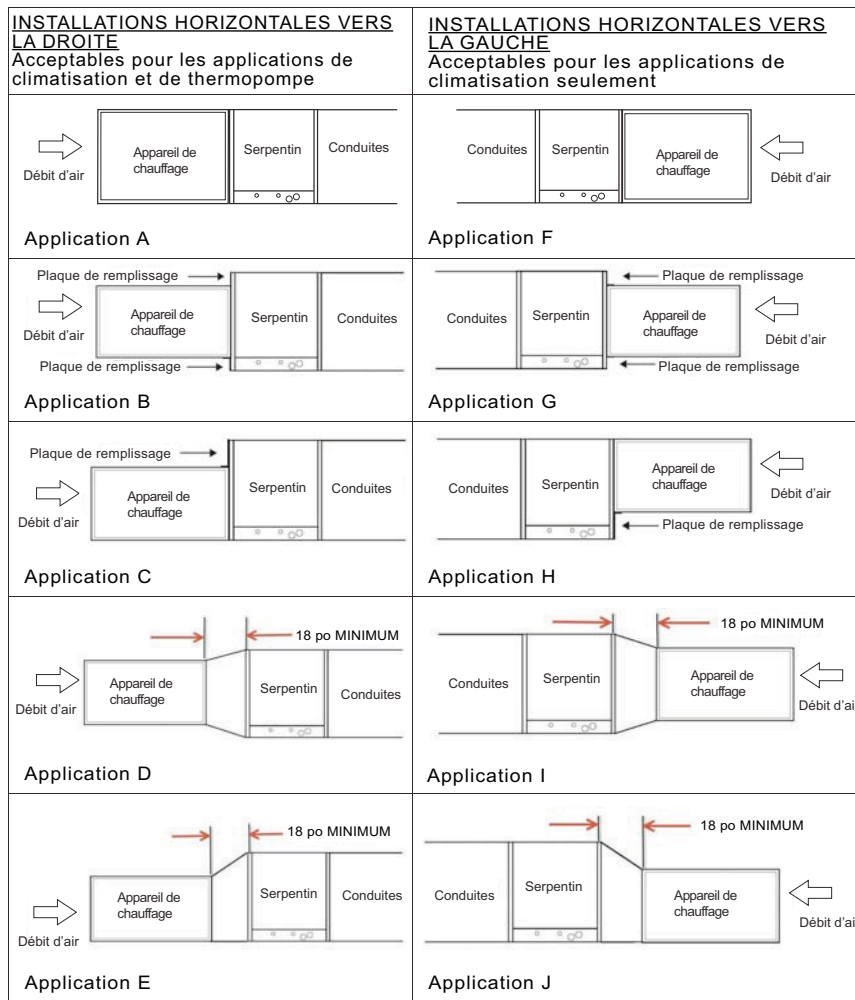 INSTALLATIONS HORIZONTALES VERS
LA DROITE
Acceptables pour les applications de
climatisation et de thermopompe
INSTALLATIONS HORIZONTALES VERS
LA GAUCHE
Acceptables pour les applications de
climatisation seulement
Débit d'air
Appareil de
chauffage
Serpentin
Conduites
Application A
Conduites
Serpentin
Appareil de
chauffage
Débit d'air
Application F
Plaque de remplissage
Débit d'air
Appareil de
chauffage
Serpentin
Conduites
Plaque de remplissage
Application B
Plaque de remplissage
Conduites
Serpentin
Appareil de
chauffage
Débit d'air
Plaque de remplissage
Application G
Plaque de remplissage
Débit d'air
Appareil de
chauffage
Serpentin
Conduites
Application C
Conduites
Serpentin
Appareil de
chauffage
Débit d'air
Plaque de remplissage
Application H
18 po MINIMUM
Débit d'air
Appareil de
chauffage
Serpentin
Conduites
Application D
18 po MINIMUM
Conduites
Serpentin
Appareil de
chauffage
Débit d'air
Application I
18 po MINIMUM
Débit d'air
Appareil de
chauffage
Serpentin
Conduites
Application E
18 po MINIMUM
Conduites
Serpentin
Appareil de
chauffage
Débit d'air
Application J